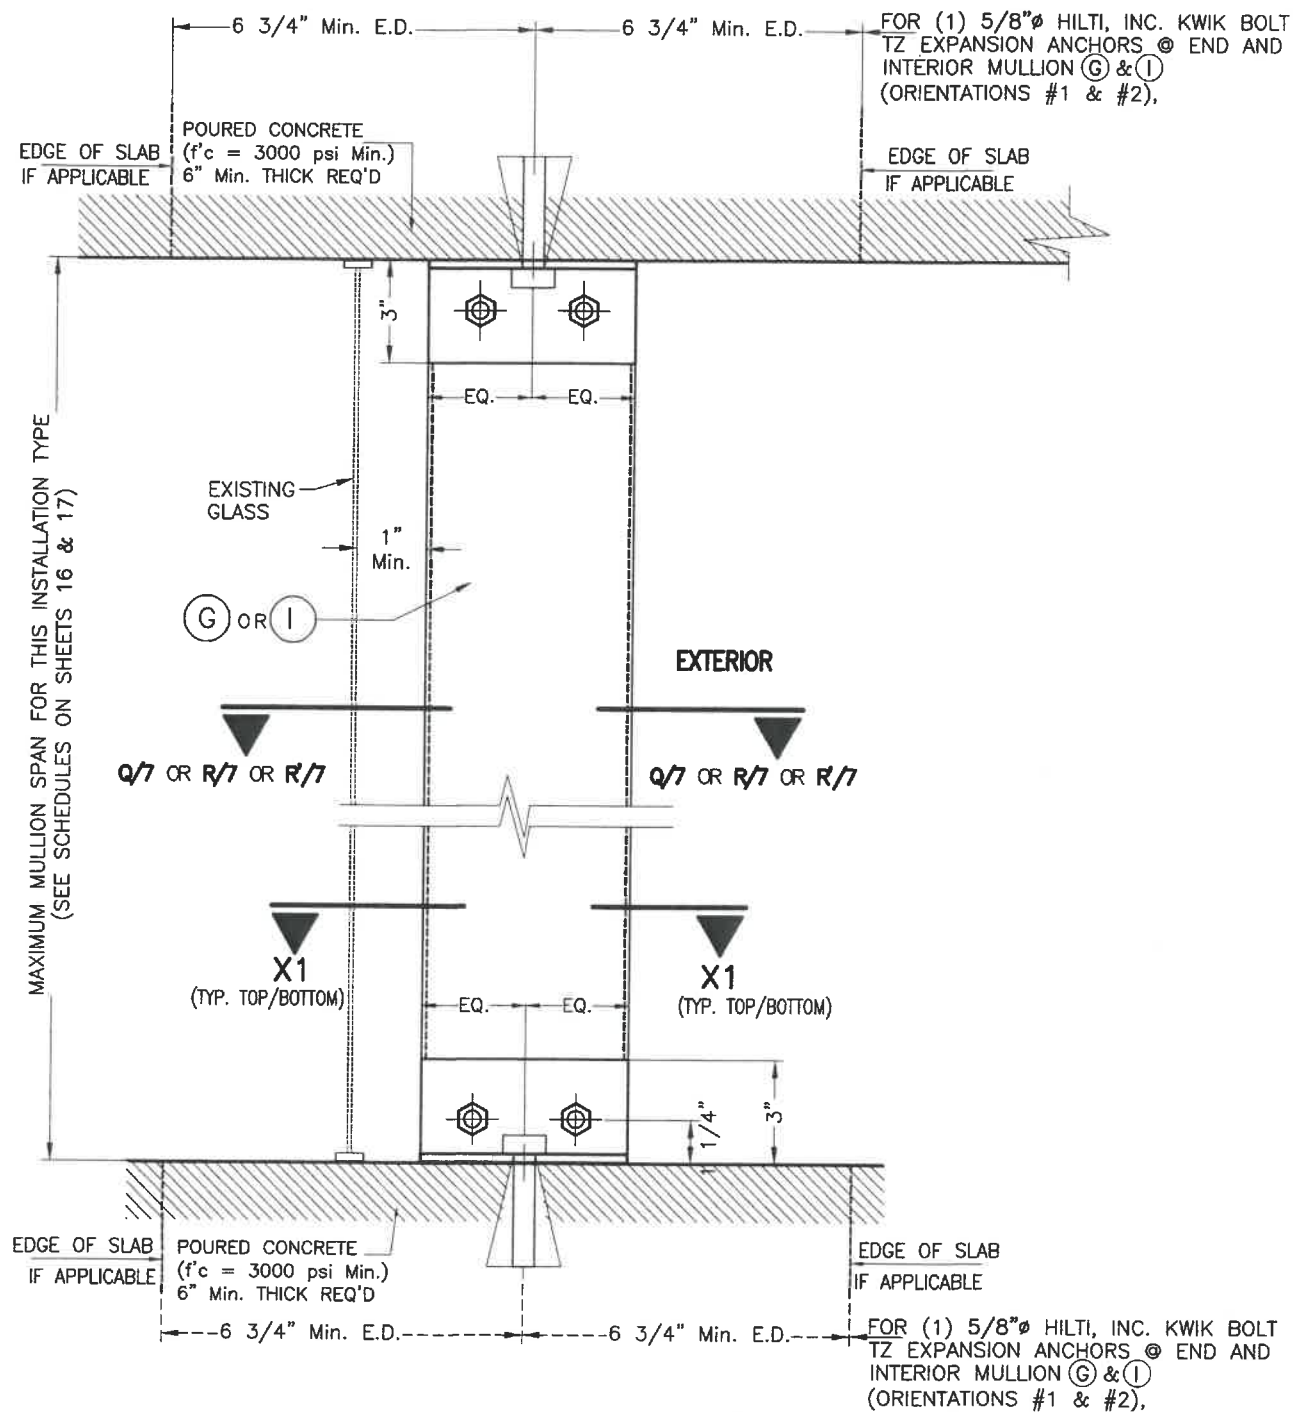 6 3/4" Min. E.D.
6 3/4" Min. E.D.
FOR (1) 5/8"ø HILTI, INC. KWIK BOLT
TZ EXPANSION ANCHORS @ END AND
INTERIOR MULLION G & I
(ORIENTATIONS #1 & #2),
EDGE OF SLAB
IF APPLICABLE
POURED CONCRETE
(f'c = 3000 psi Min.)
6" Min. THICK REQ'D
EDGE OF SLAB
IF APPLICABLE
3"
EQ.
EQ.
MAXIMUM MULLION SPAN FOR THIS INSTALLATION TYPE
(SEE SCHEDULES ON SHEETS 16 & 17)
EXISTING
GLASS
1"
Min.
G OR I
EXTERIOR
Q/7 OR R/7 OR R'/7
Q/7 OR R/7 OR R'/7
X1
(TYP. TOP/BOTTOM)
X1
(TYP. TOP/BOTTOM)
EQ.
EQ.
1 1/4"
3"
EDGE OF SLAB
IF APPLICABLE
POURED CONCRETE
(f'c = 3000 psi Min.)
6" Min. THICK REQ'D
EDGE OF SLAB
IF APPLICABLE
6 3/4" Min. E.D.
6 3/4" Min. E.D.
FOR (1) 5/8"ø HILTI, INC. KWIK BOLT
TZ EXPANSION ANCHORS @ END AND
INTERIOR MULLION G & I
(ORIENTATIONS #1 & #2),